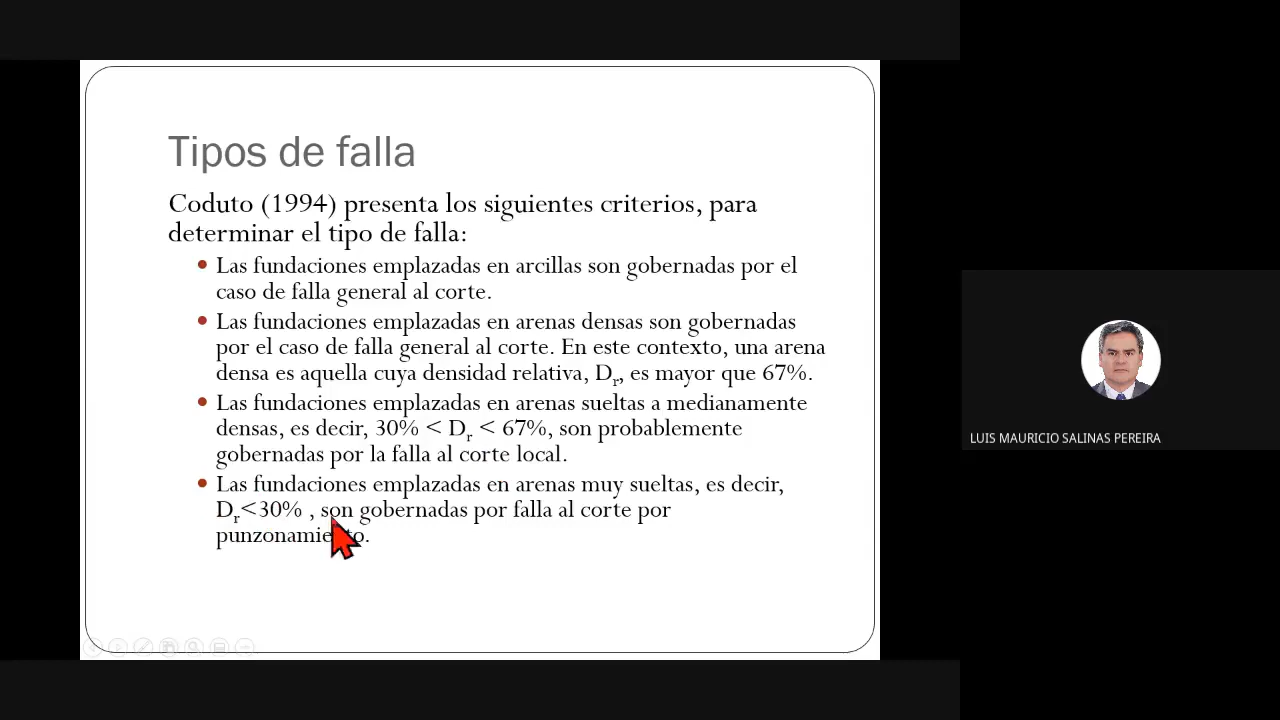 Tipos de falla
Coduto (1994) presenta los siguientes criterios, para
determinar el tipo de falla:
• Las fundaciones emplazadas en arcillas son gobernadas por el
caso de falla general al corte.
• Las fundaciones emplazadas en arenas densas son gobernadas
por el caso de falla general al corte. En este contexto, una arena
densa es aquella cuya densidad relativa, Dr, es mayor que 67%.
• Las fundaciones emplazadas en arenas sueltas a medianamente
densas, es decir, 30% < Dr < 67%, son probablemente
gobernadas por la falla al corte local.
• Las fundaciones emplazadas en arenas muy sueltas, es decir,
Dr<30% , son gobernadas por falla al corte por
punzonamiento.
LUIS MAURICIO SALINAS PEREIRA